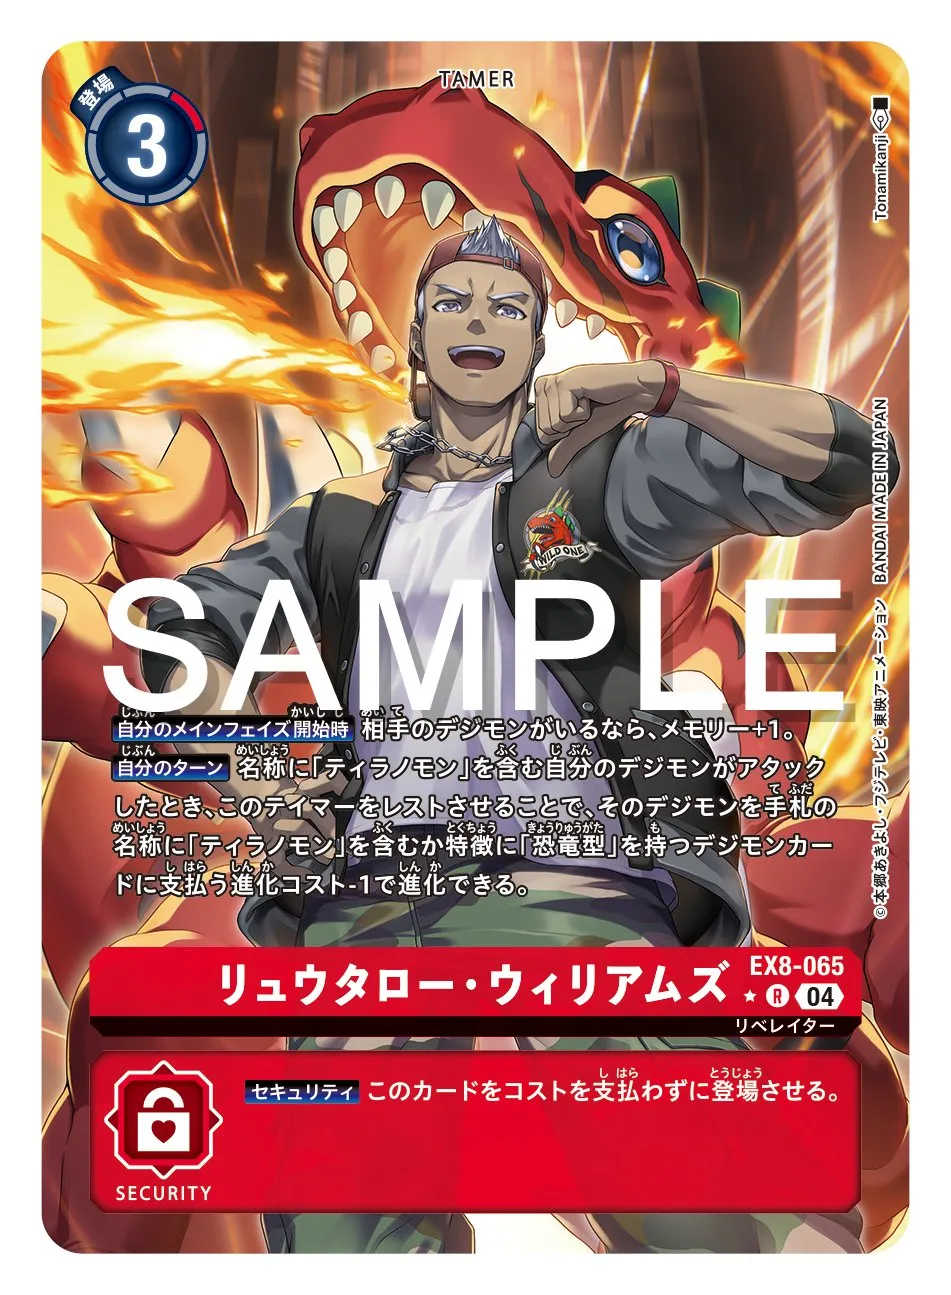 TAMER
登場
3
Tonamikanji
WILD ONE
BANDAI MADE IN JAPAN
©本郷あきよし・フジテレビ・東映アニメーション
SAMPLE
自分のメインフェイズ開始時 相手のデジモンがいるなら、メモリー+1。
自分のターン 名称に「ティラノモン」を含む自分のデジモンがアタック
したとき、このテイマーをレストさせることで、そのデジモンを手札の
名称に「ティラノモン」を含むか特徴に「恐竜型」を持つデジモンカー
ドに支払う進化コスト-1で進化できる。
リュウタロー・ウィリアムズ
EX8-065
R 04
リベレイター
セキュリティ このカードをコストを支払わずに登場させる。
SECURITY